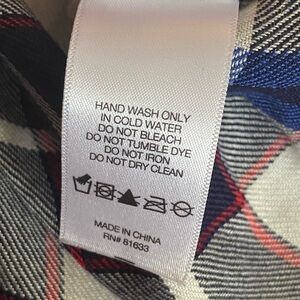 HAND WASH ONLY
IN COLD WATER
DO NOT BLEACH
DO NOT TUMBLE DYE
DO NOT IRON
DO NOT DRY CLEAN
MADE IN CHINA
RN# 81633